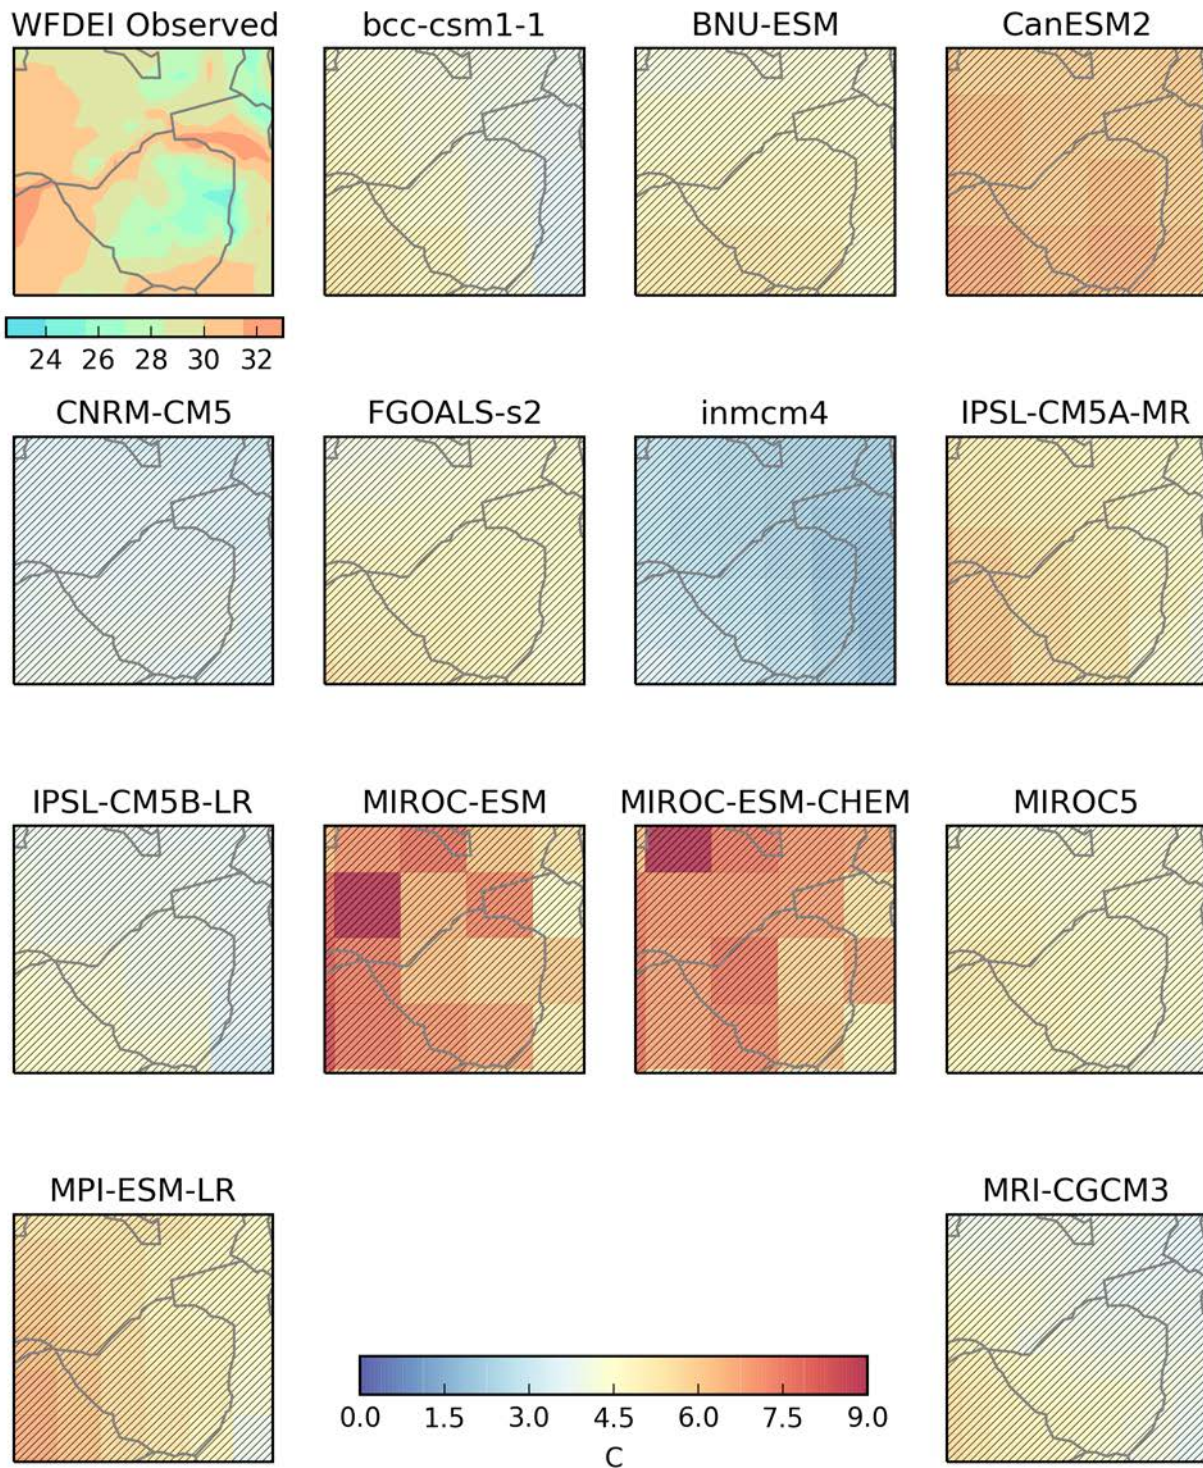 WFDEI Observed bcc-csm1-1 BNU-ESM CanESM2
24 26 28 30 32
CNRM-CM5 FGOALS-s2 inmcm4 IPSL-CM5A-MR
IPSL-CM5B-LR MIROC-ESM MIROC-ESM-CHEM MIROC5
MPI-ESM-LR MRI-CGCM3
0.0 1.5 3.0 4.5 6.0 7.5 9.0
C